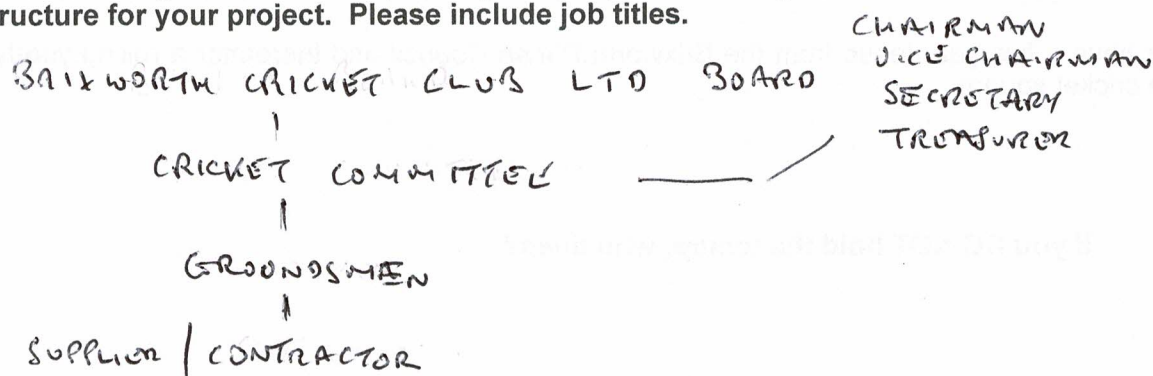 ructure for your project. Please include job titles.
CHAIRMAN
BRIXWORTH CRICKET CLUB LTD BOARD
VICE CHAIRMAN
SECRETARY
TREASURER
CRICKET COMMITTEE
GROUNDSMEN
SUPPLIER / CONTRACTOR